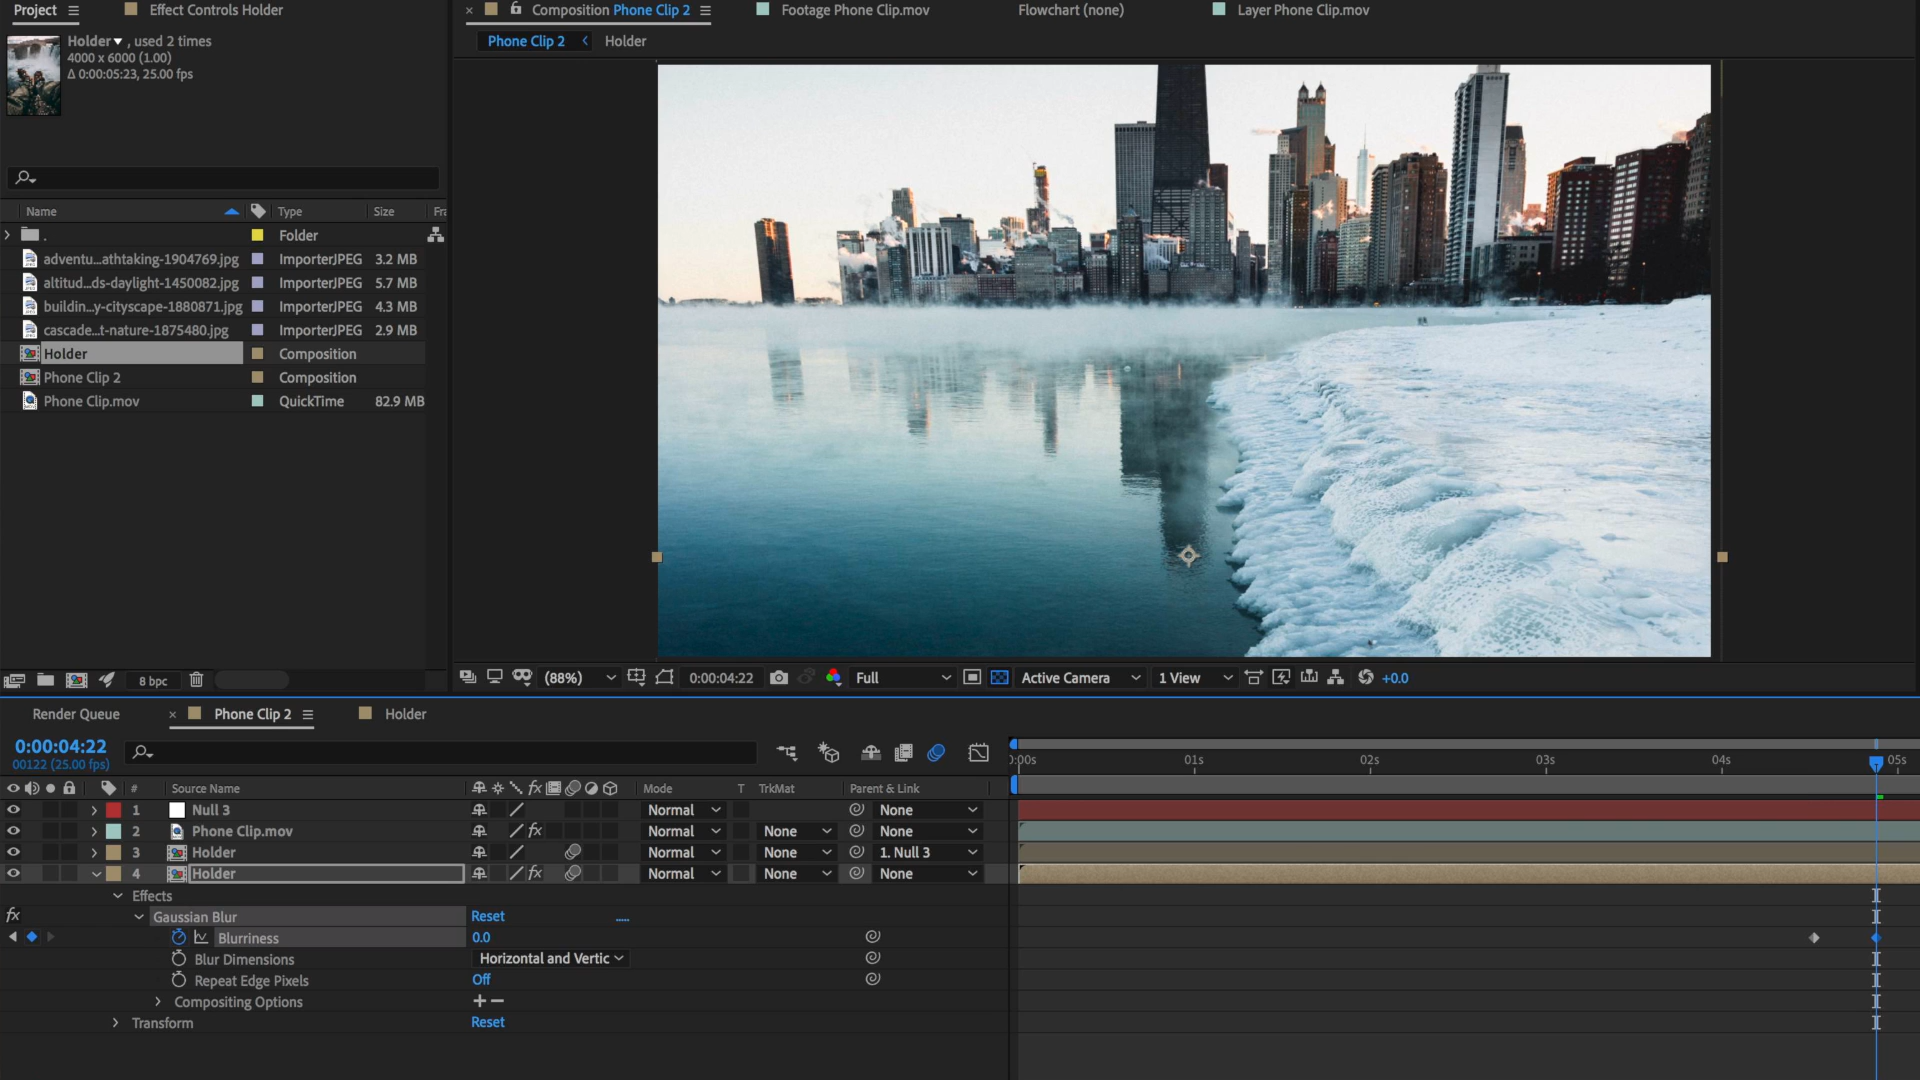 Project
Effect Controls Holder
Composition Phone Clip 2
Footage Phone Clip.mov
Flowchart (none)
Layer Phone Clip.mov
Phone Clip 2
Holder
Holder , used 2 times
4000 x 6000 (1.00)
Δ 0:00:05:23, 25.00 fps
Name Type Size Fra
. Folder
adventu...athtaking-1904769.jpg ImporterJPEG 3.2 MB
altitud...ds-daylight-1450082.jpg ImporterJPEG 5.7 MB
buildin...y-cityscape-1880871.jpg ImporterJPEG 4.3 MB
cascade...t-nature-1875480.jpg ImporterJPEG 2.9 MB
Holder Composition
Phone Clip 2 Composition
Phone Clip.mov QuickTime 82.9 MB
8 bpc
(88%) 0:00:04:22 Full Active Camera 1 View +0.0
Render Queue
Phone Clip 2
Holder
0:00:04:22
00122 (25.00 fps)
:00s 01s 02s 03s 04s 05s
# Source Name fx Mode T TrkMat Parent & Link
1 Null 3 Normal None
2 Phone Clip.mov fx Normal None None
3 Holder Normal None 1. Null 3
4 Holder fx Normal None None
Effects
fx Gaussian Blur Reset .....
Blurriness 0.0
Blur Dimensions Horizontal and Vertic
Repeat Edge Pixels Off
Compositing Options + −
Transform Reset